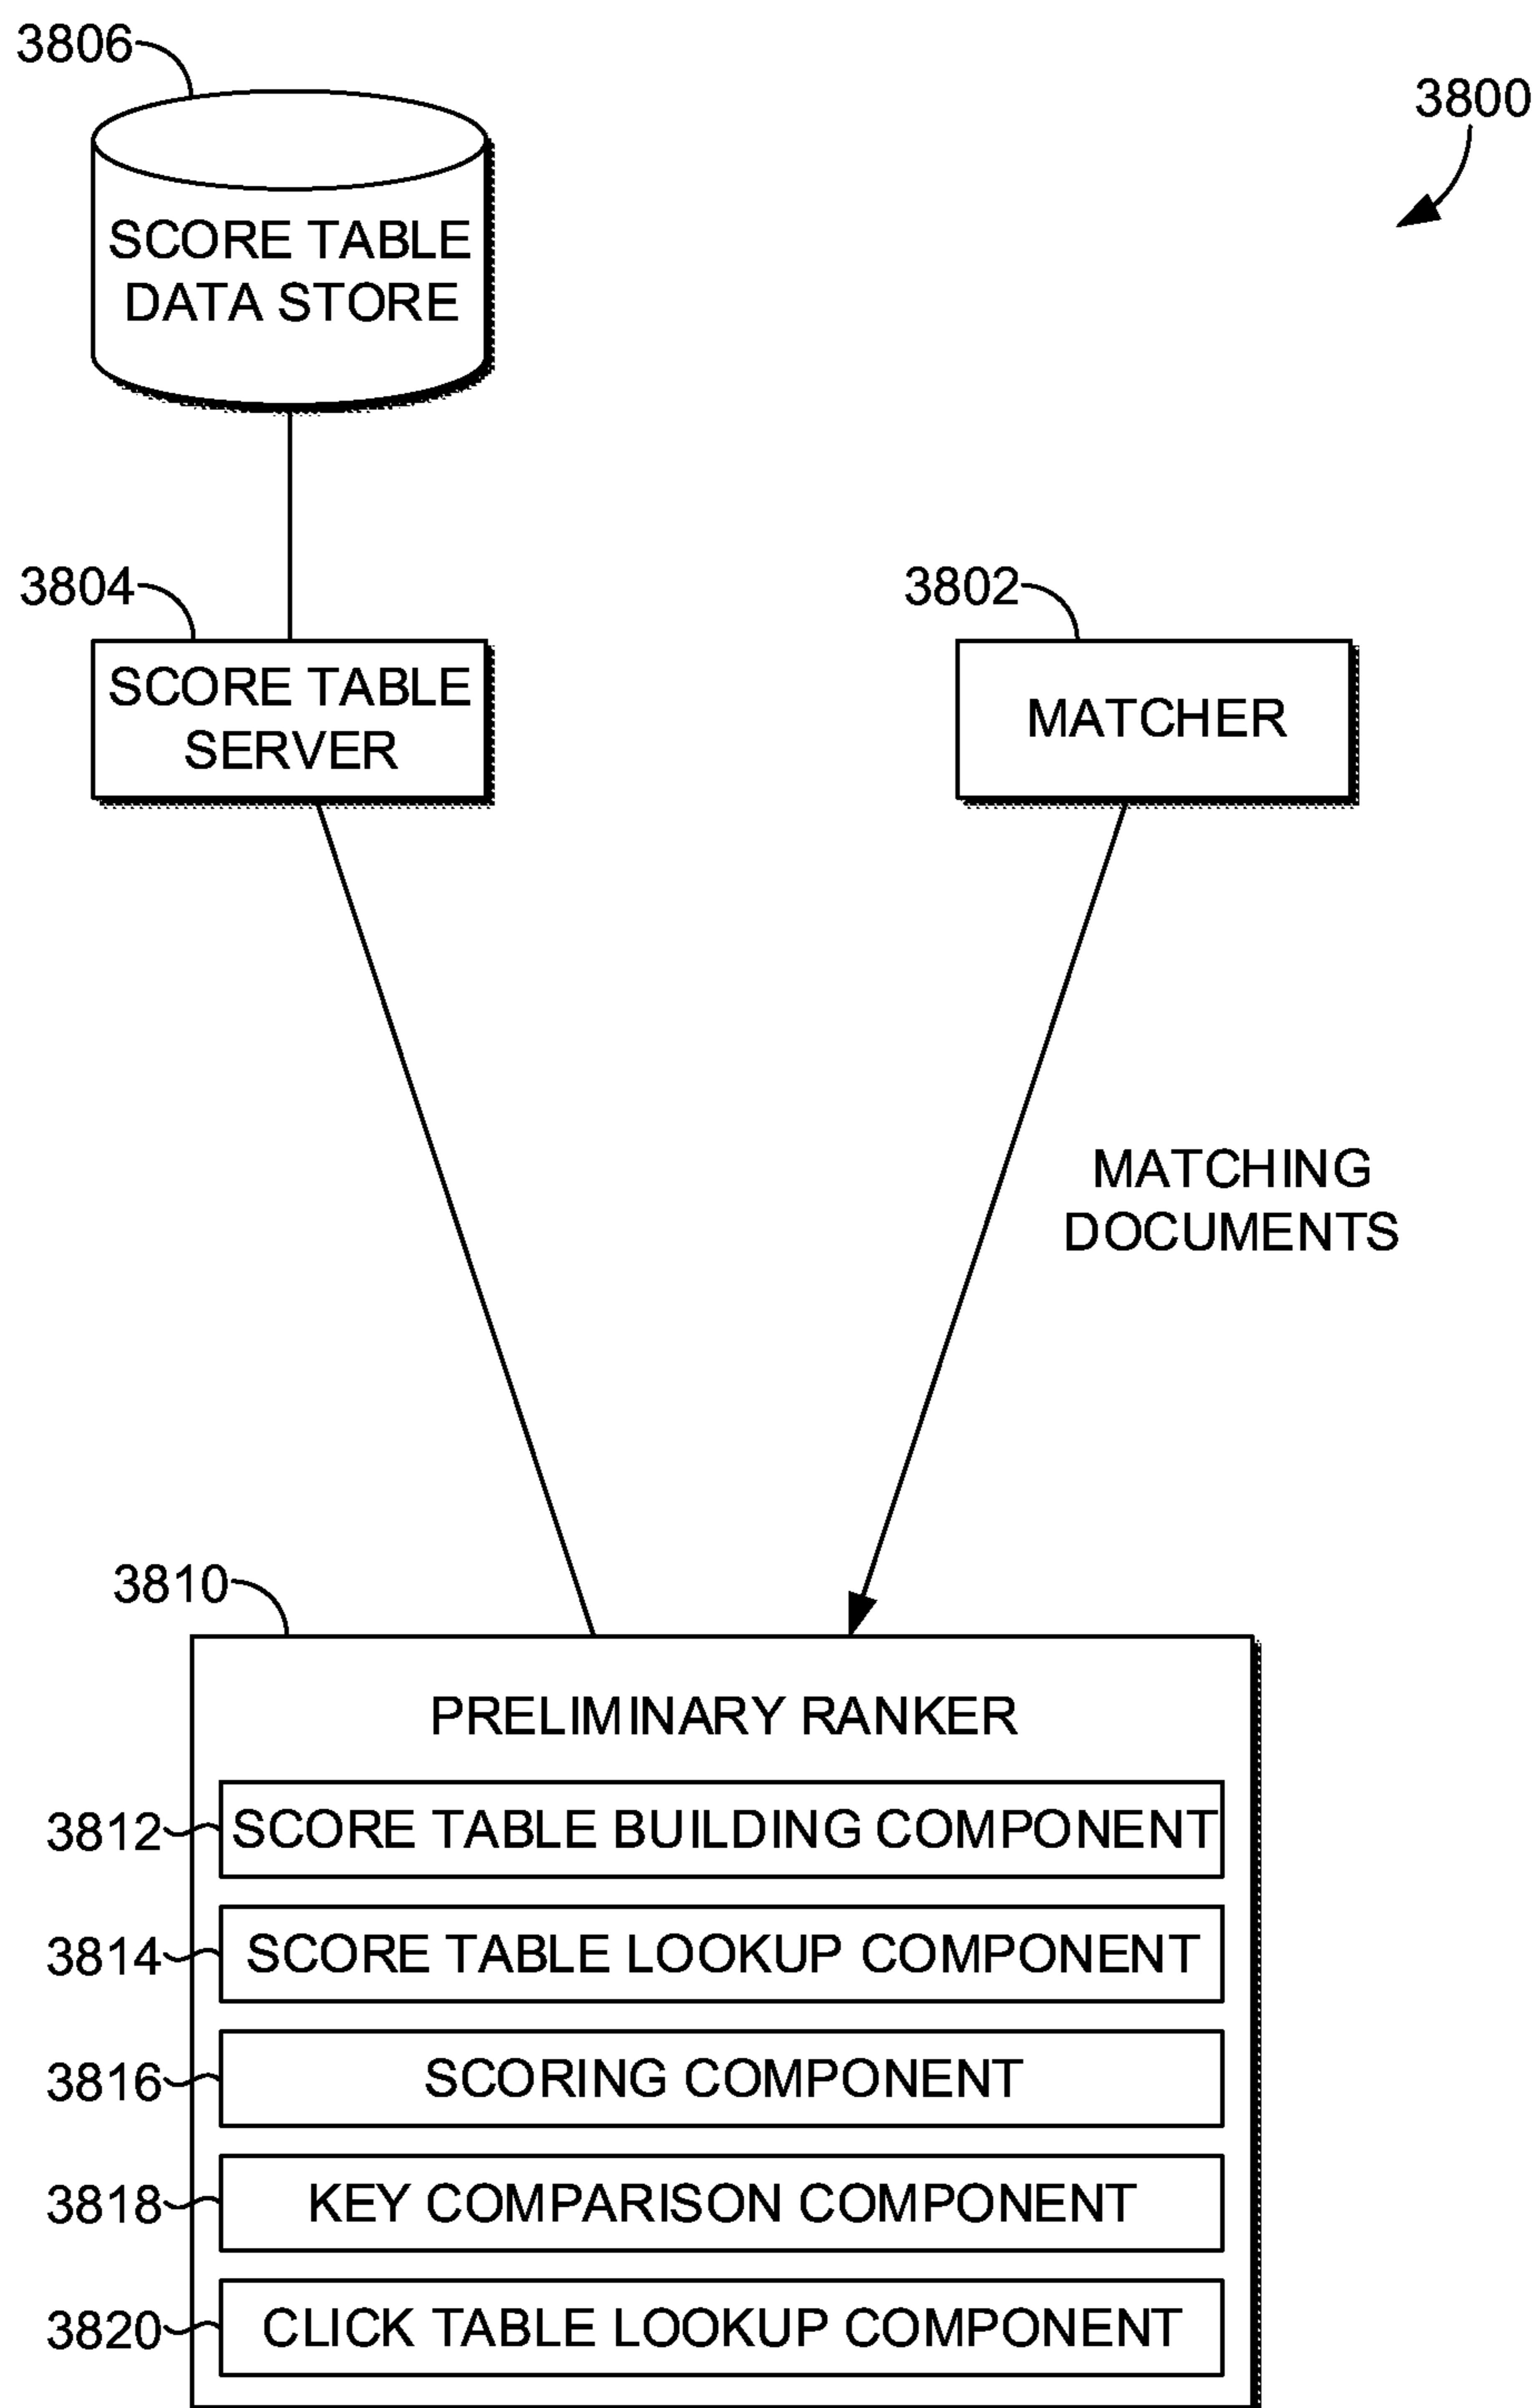 3806
3800
SCORE TABLE
DATA STORE
3804
3802
SCORE TABLE
SERVER
MATCHER
MATCHING
DOCUMENTS
3810
PRELIMINARY RANKER
3812 SCORE TABLE BUILDING COMPONENT
3814 SCORE TABLE LOOKUP COMPONENT
3816 SCORING COMPONENT
3818 KEY COMPARISON COMPONENT
3820 CLICK TABLE LOOKUP COMPONENT